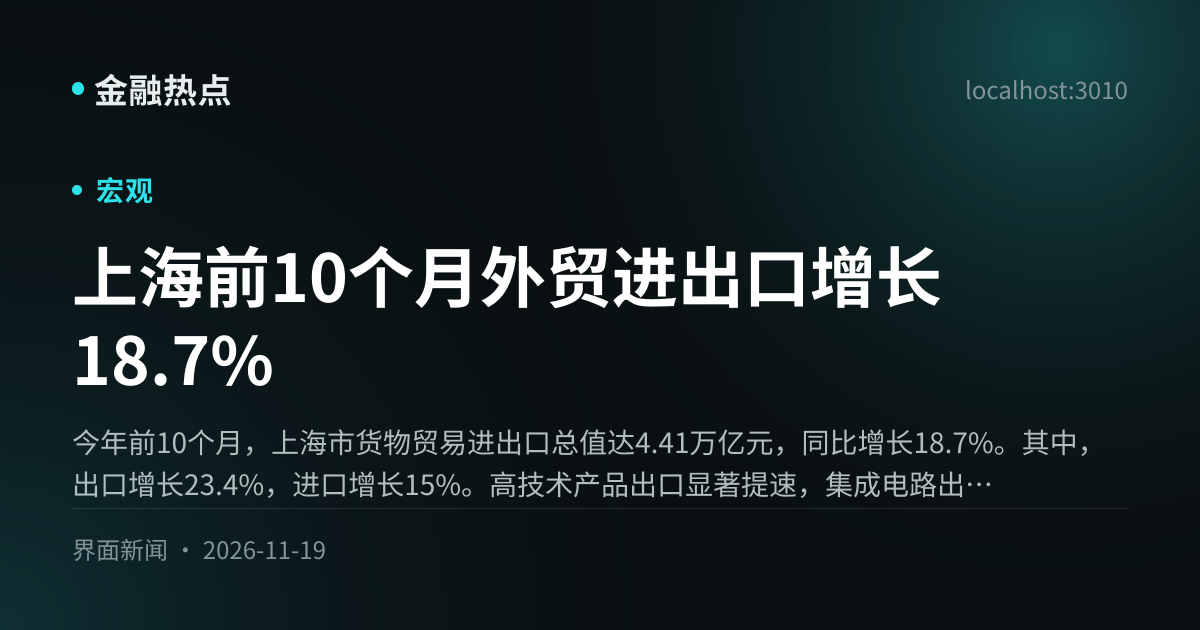 金融热点
localhost:3010
宏观
上海前10个月外贸进出口增长
18.7%
今年前10个月，上海市货物贸易进出口总值达4.41万亿元，同比增长18.7%。其中，
出口增长23.4%，进口增长15%。高技术产品出口显著提速，集成电路出…
界面新闻 · 2026-11-19